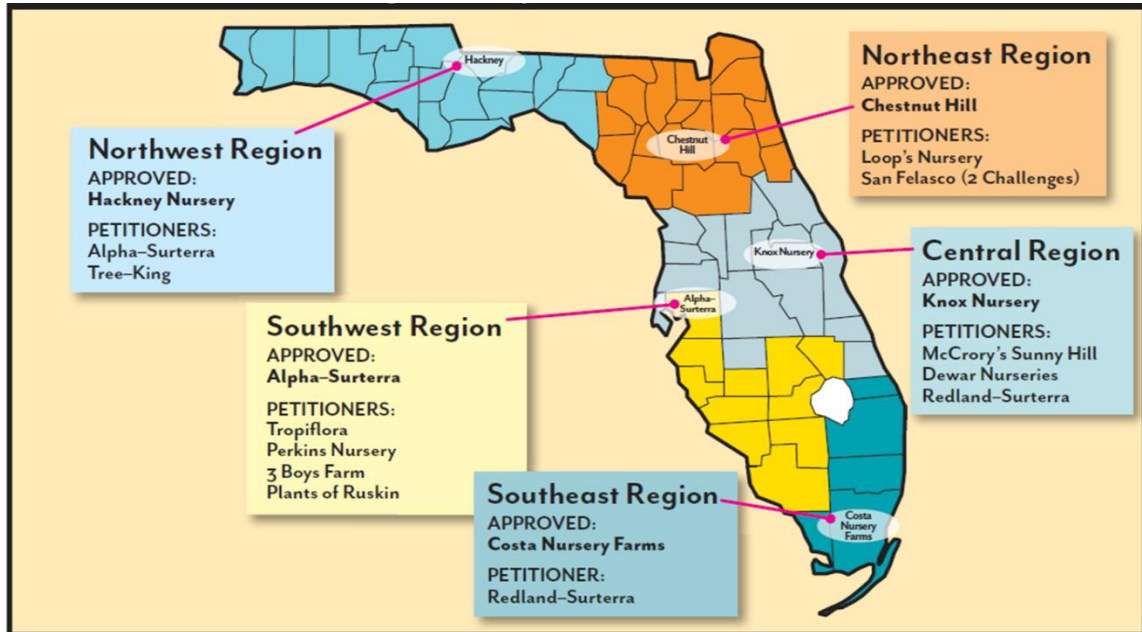 Hackney
Northwest Region
APPROVED:
Hackney Nursery
PETITIONERS:
Alpha–Surterra
Tree–King
Northeast Region
APPROVED:
Chestnut Hill
PETITIONERS:
Loop's Nursery
San Felasco (2 Challenges)
Chestnut
Hill
Knox Nursery
Central Region
APPROVED:
Knox Nursery
PETITIONERS:
McCrory's Sunny Hill
Dewar Nurseries
Redland–Surterra
Alpha–
Surterra
Southwest Region
APPROVED:
Alpha–Surterra
PETITIONERS:
Tropiflora
Perkins Nursery
3 Boys Farm
Plants of Ruskin
Southeast Region
APPROVED:
Costa Nursery Farms
PETITIONER:
Redland–Surterra
Costa
Nursery
Farms